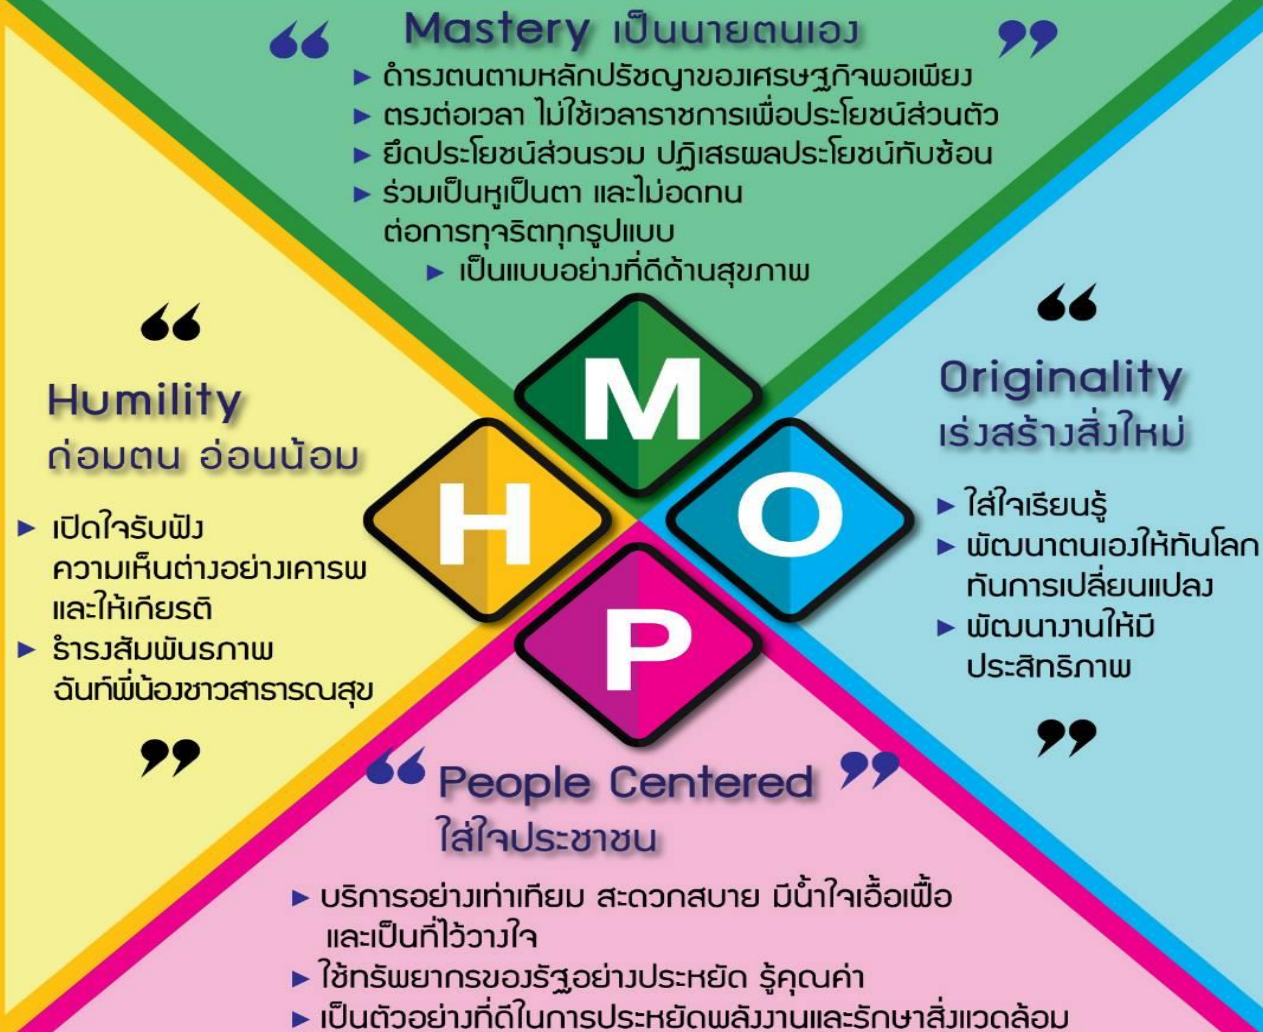 Mastery เป็นนายตนเอง
► ดำรงตนตามหลักปรัชญาของเศรษฐกิจพอเพียง
► ตรงต่อเวลา ไม่ใช้เวลาราชการเพื่อประโยชน์ส่วนตัว
► ยึดประโยชน์ส่วนรวม ปฏิเสธผลประโยชน์ทับซ้อน
► ร่วมเป็นหูเป็นตา และไม่อดทน
ต่อการทุจริตทุกรูปแบบ
► เป็นแบบอย่างที่ดีด้านสุขภาพ
M
O
P
H
Originality
เร่งสร้างสิ่งใหม่
► ใส่ใจเรียนรู้
► พัฒนาตนเองให้ทันโลก
ทันการเปลี่ยนแปลง
► พัฒนางานให้มี
ประสิทธิภาพ
People Centered
ใส่ใจประชาชน
► บริการอย่างเท่าเทียม สะดวกสบาย มีน้ำใจเอื้อเฟื้อ
และเป็นที่ไว้วางใจ
► ใช้ทรัพยากรของรัฐอย่างประหยัด รู้คุณค่า
► เป็นตัวอย่างที่ดีในการประหยัดพลังงานและรักษาสิ่งแวดล้อม
Humility
ถ่อมตน อ่อนน้อม
► เปิดใจรับฟัง
ความเห็นต่างอย่างเคารพ
และให้เกียรติ
► ธำรงสัมพันธภาพ
ฉันท์พี่น้องชาวสาธารณสุข